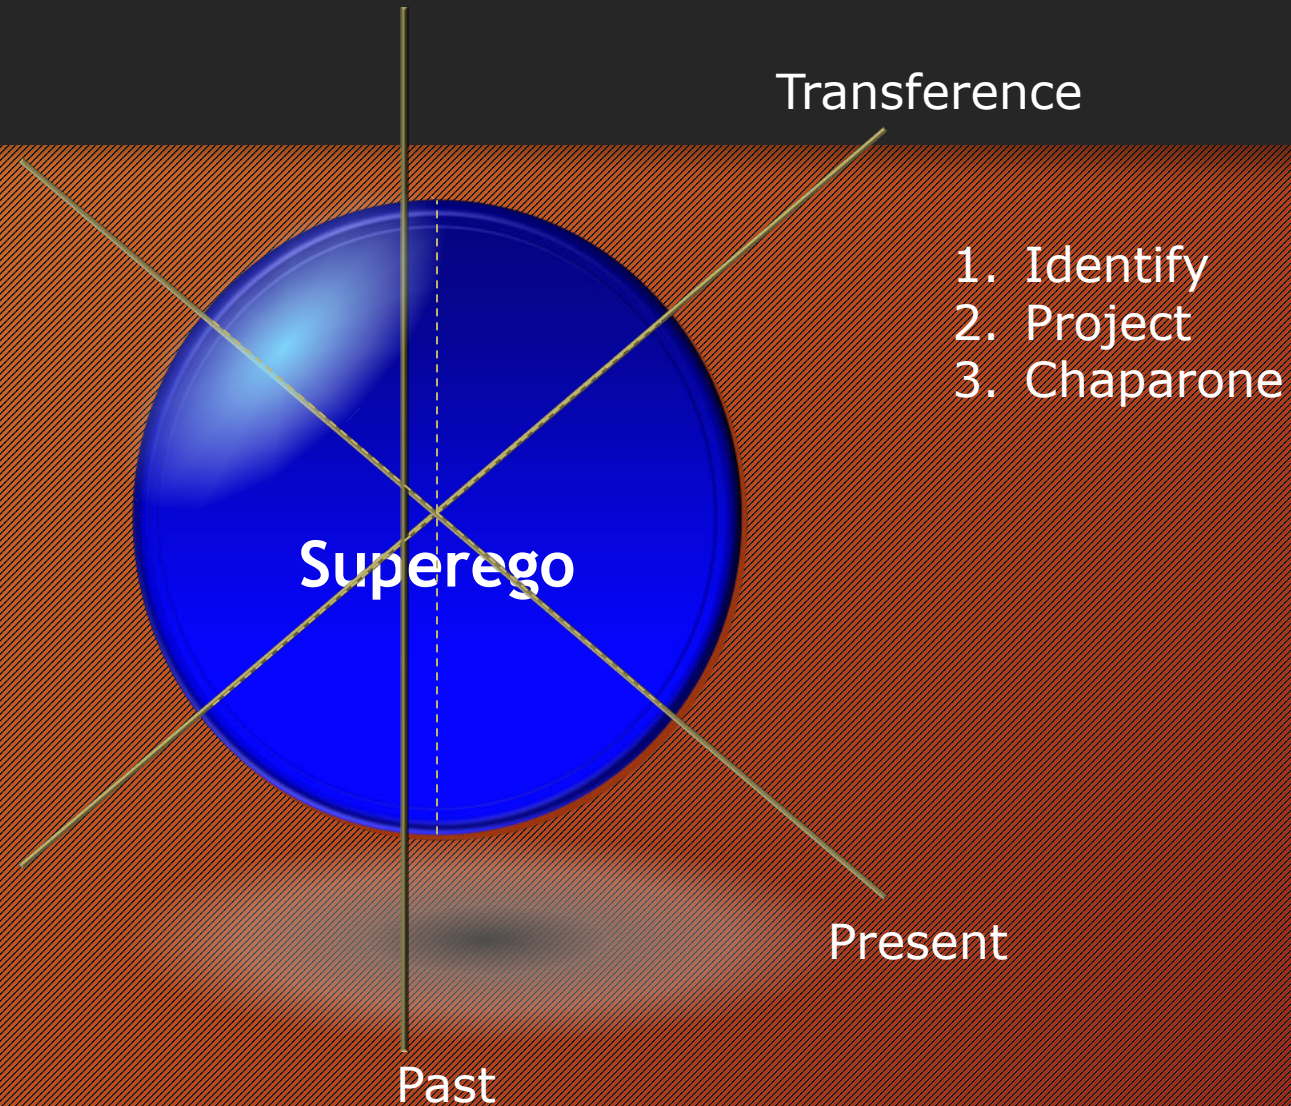 Transference
1. Identify
2. Project
3. Chaparone
Superego
Present
Past